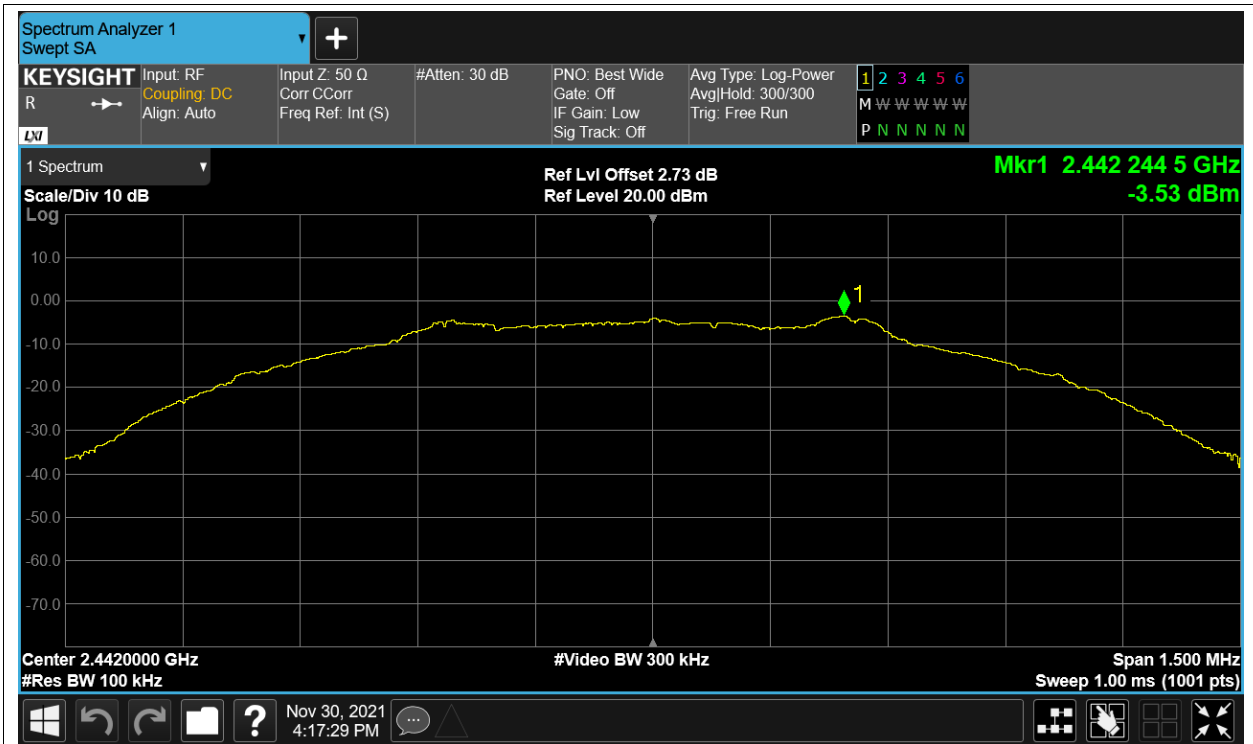 Spectrum Analyzer 1
Swept SA
KEYSIGHT
R
LXI
Input: RF
Coupling: DC
Align: Auto
Input Z: 50 Ω
Corr CCorr
Freq Ref: Int (S)
#Atten: 30 dB
PNO: Best Wide
Gate: Off
IF Gain: Low
Sig Track: Off
Avg Type: Log-Power
Avg|Hold: 300/300
Trig: Free Run
1 2 3 4 5 6
M W W W W W
P N N N N N
1 Spectrum
Scale/Div 10 dB
Log
Ref Lvl Offset 2.73 dB
Ref Level 20.00 dBm
Mkr1 2.442 244 5 GHz
-3.53 dBm
10.0
0.00
-10.0
-20.0
-30.0
-40.0
-50.0
-60.0
-70.0
1
Center 2.4420000 GHz
#Res BW 100 kHz
#Video BW 300 kHz
Span 1.500 MHz
Sweep 1.00 ms (1001 pts)
?
Nov 30, 2021
4:17:29 PM